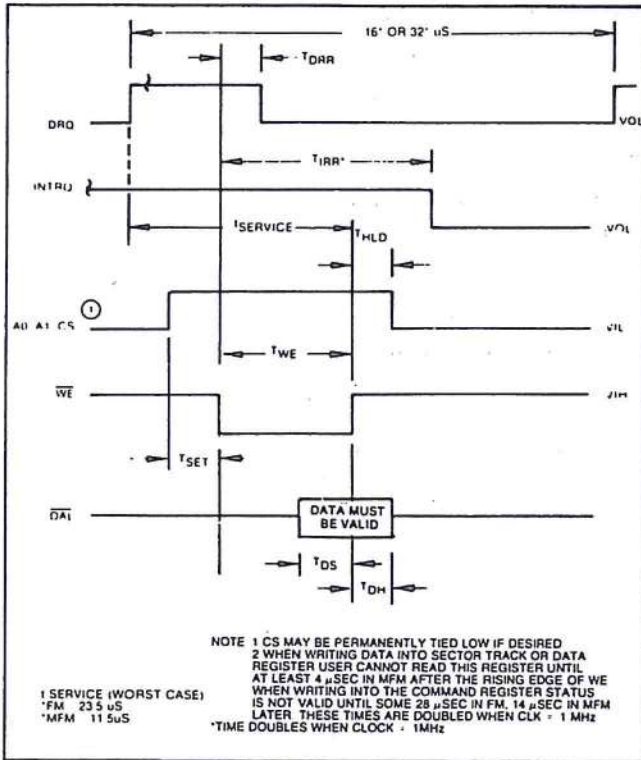 16* OR 32* uS
TDRR
DRQ
VOL
TIRR*
INTRQ
tSERVICE
VOL
THLD
1
A0 A1 CS
VIL
TWE
WE
VIH
TSET
DATA MUST
BE VALID
DAL
TDS
TDH
NOTE 1 CS MAY BE PERMANENTLY TIED LOW IF DESIRED
2 WHEN WRITING DATA INTO SECTOR TRACK OR DATA
REGISTER USER CANNOT READ THIS REGISTER UNTIL
AT LEAST 4 µSEC IN MFM AFTER THE RISING EDGE OF WE
WHEN WRITING INTO THE COMMAND REGISTER STATUS
IS NOT VALID UNTIL SOME 28 µSEC IN FM, 14 µSEC IN MFM
LATER THESE TIMES ARE DOUBLED WHEN CLK = 1 MHz
*TIME DOUBLES WHEN CLOCK = 1MHz
t SERVICE (WORST CASE)
*FM 23 5 uS
*MFM 11 5uS